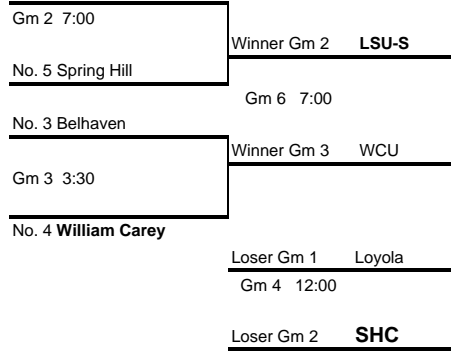 Gm 2 7:00
Winner Gm 2 LSU-S
No. 5 Spring Hill
Gm 6 7:00
No. 3 Belhaven
Winner Gm 3 WCU
Gm 3 3:30
No. 4 William Carey
Loser Gm 1 Loyola
Gm 4 12:00
Loser Gm 2 SHC